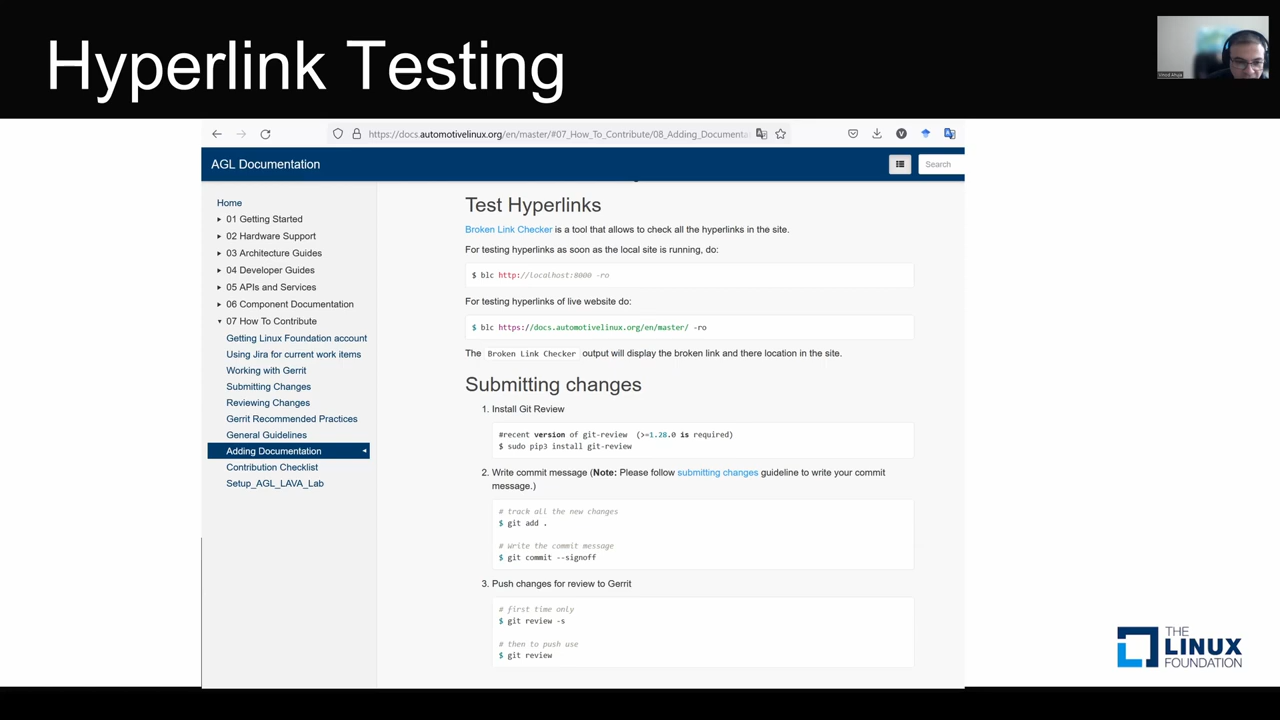 Hyperlink Testing
https://docs.automotivelinux.org/en/master/#07_How_To_Contribute/08_Adding_Documenta
AGL Documentation
Search
Home
01 Getting Started
02 Hardware Support
03 Architecture Guides
04 Developer Guides
05 APIs and Services
06 Component Documentation
07 How To Contribute
Getting Linux Foundation account
Using Jira for current work items
Working with Gerrit
Submitting Changes
Reviewing Changes
Gerrit Recommended Practices
General Guidelines
Adding Documentation
Contribution Checklist
Setup_AGL_LAVA_Lab
Test Hyperlinks
Broken Link Checker is a tool that allows to check all the hyperlinks in the site.
For testing hyperlinks as soon as the local site is running, do:
$ blc http://localhost:8000 -ro
For testing hyperlinks of live website do:
$ blc https://docs.automotivelinux.org/en/master/ -ro
The Broken Link Checker output will display the broken link and there location in the site.
Submitting changes
1. Install Git Review
#recent version of git-review (>=1.28.0 is required)
$ sudo pip3 install git-review
2. Write commit message (Note: Please follow submitting changes guideline to write your commit
message.)
# track all the new changes
$ git add .
# write the commit message
$ git commit --signoff
3. Push changes for review to Gerrit
# first time only
$ git review -s
# then to push use
$ git review
THE
LINUX
FOUNDATION